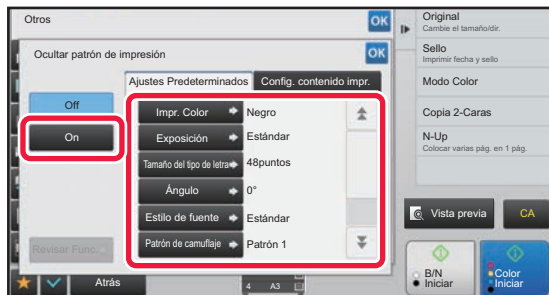 Otros
OK
Ocultar patrón de impresión
OK
Ajustes Predeterminados
Config. contenido impr.
Off
On
Impr. Color
Negro
Exposición
Estándar
Tamaño del tipo de letra
48puntos
Ángulo
0°
Estilo de fuente
Estándar
Patrón de camuflaje
Patrón 1
Revisar Func.
Atrás
4 A3
Original
Cambie el tamaño/dir.
Sello
Imprimir fecha y sello
Modo Color
Copia 2-Caras
N-Up
Colocar varias pág. en 1 pág.
Vista previa
CA
B/N
Iniciar
Color
Iniciar